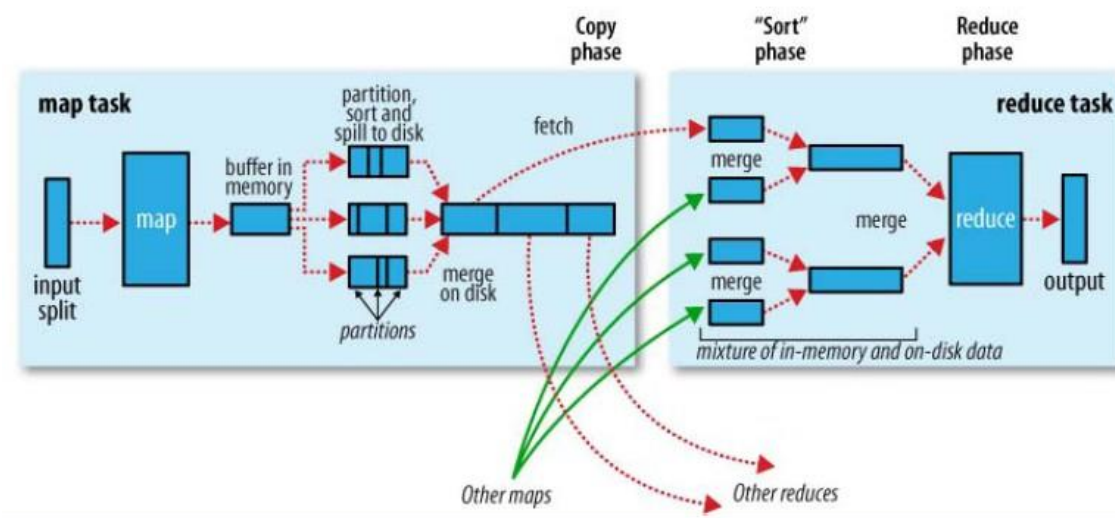 Copy
phase
“Sort”
phase
Reduce
phase
map task
partition,
sort and
spill to disk
fetch
reduce task
buffer in
memory
merge
map
merge
reduce
input
split
merge
on disk
merge
output
partitions
mixture of in-memory and on-disk data
Other maps
Other reduces